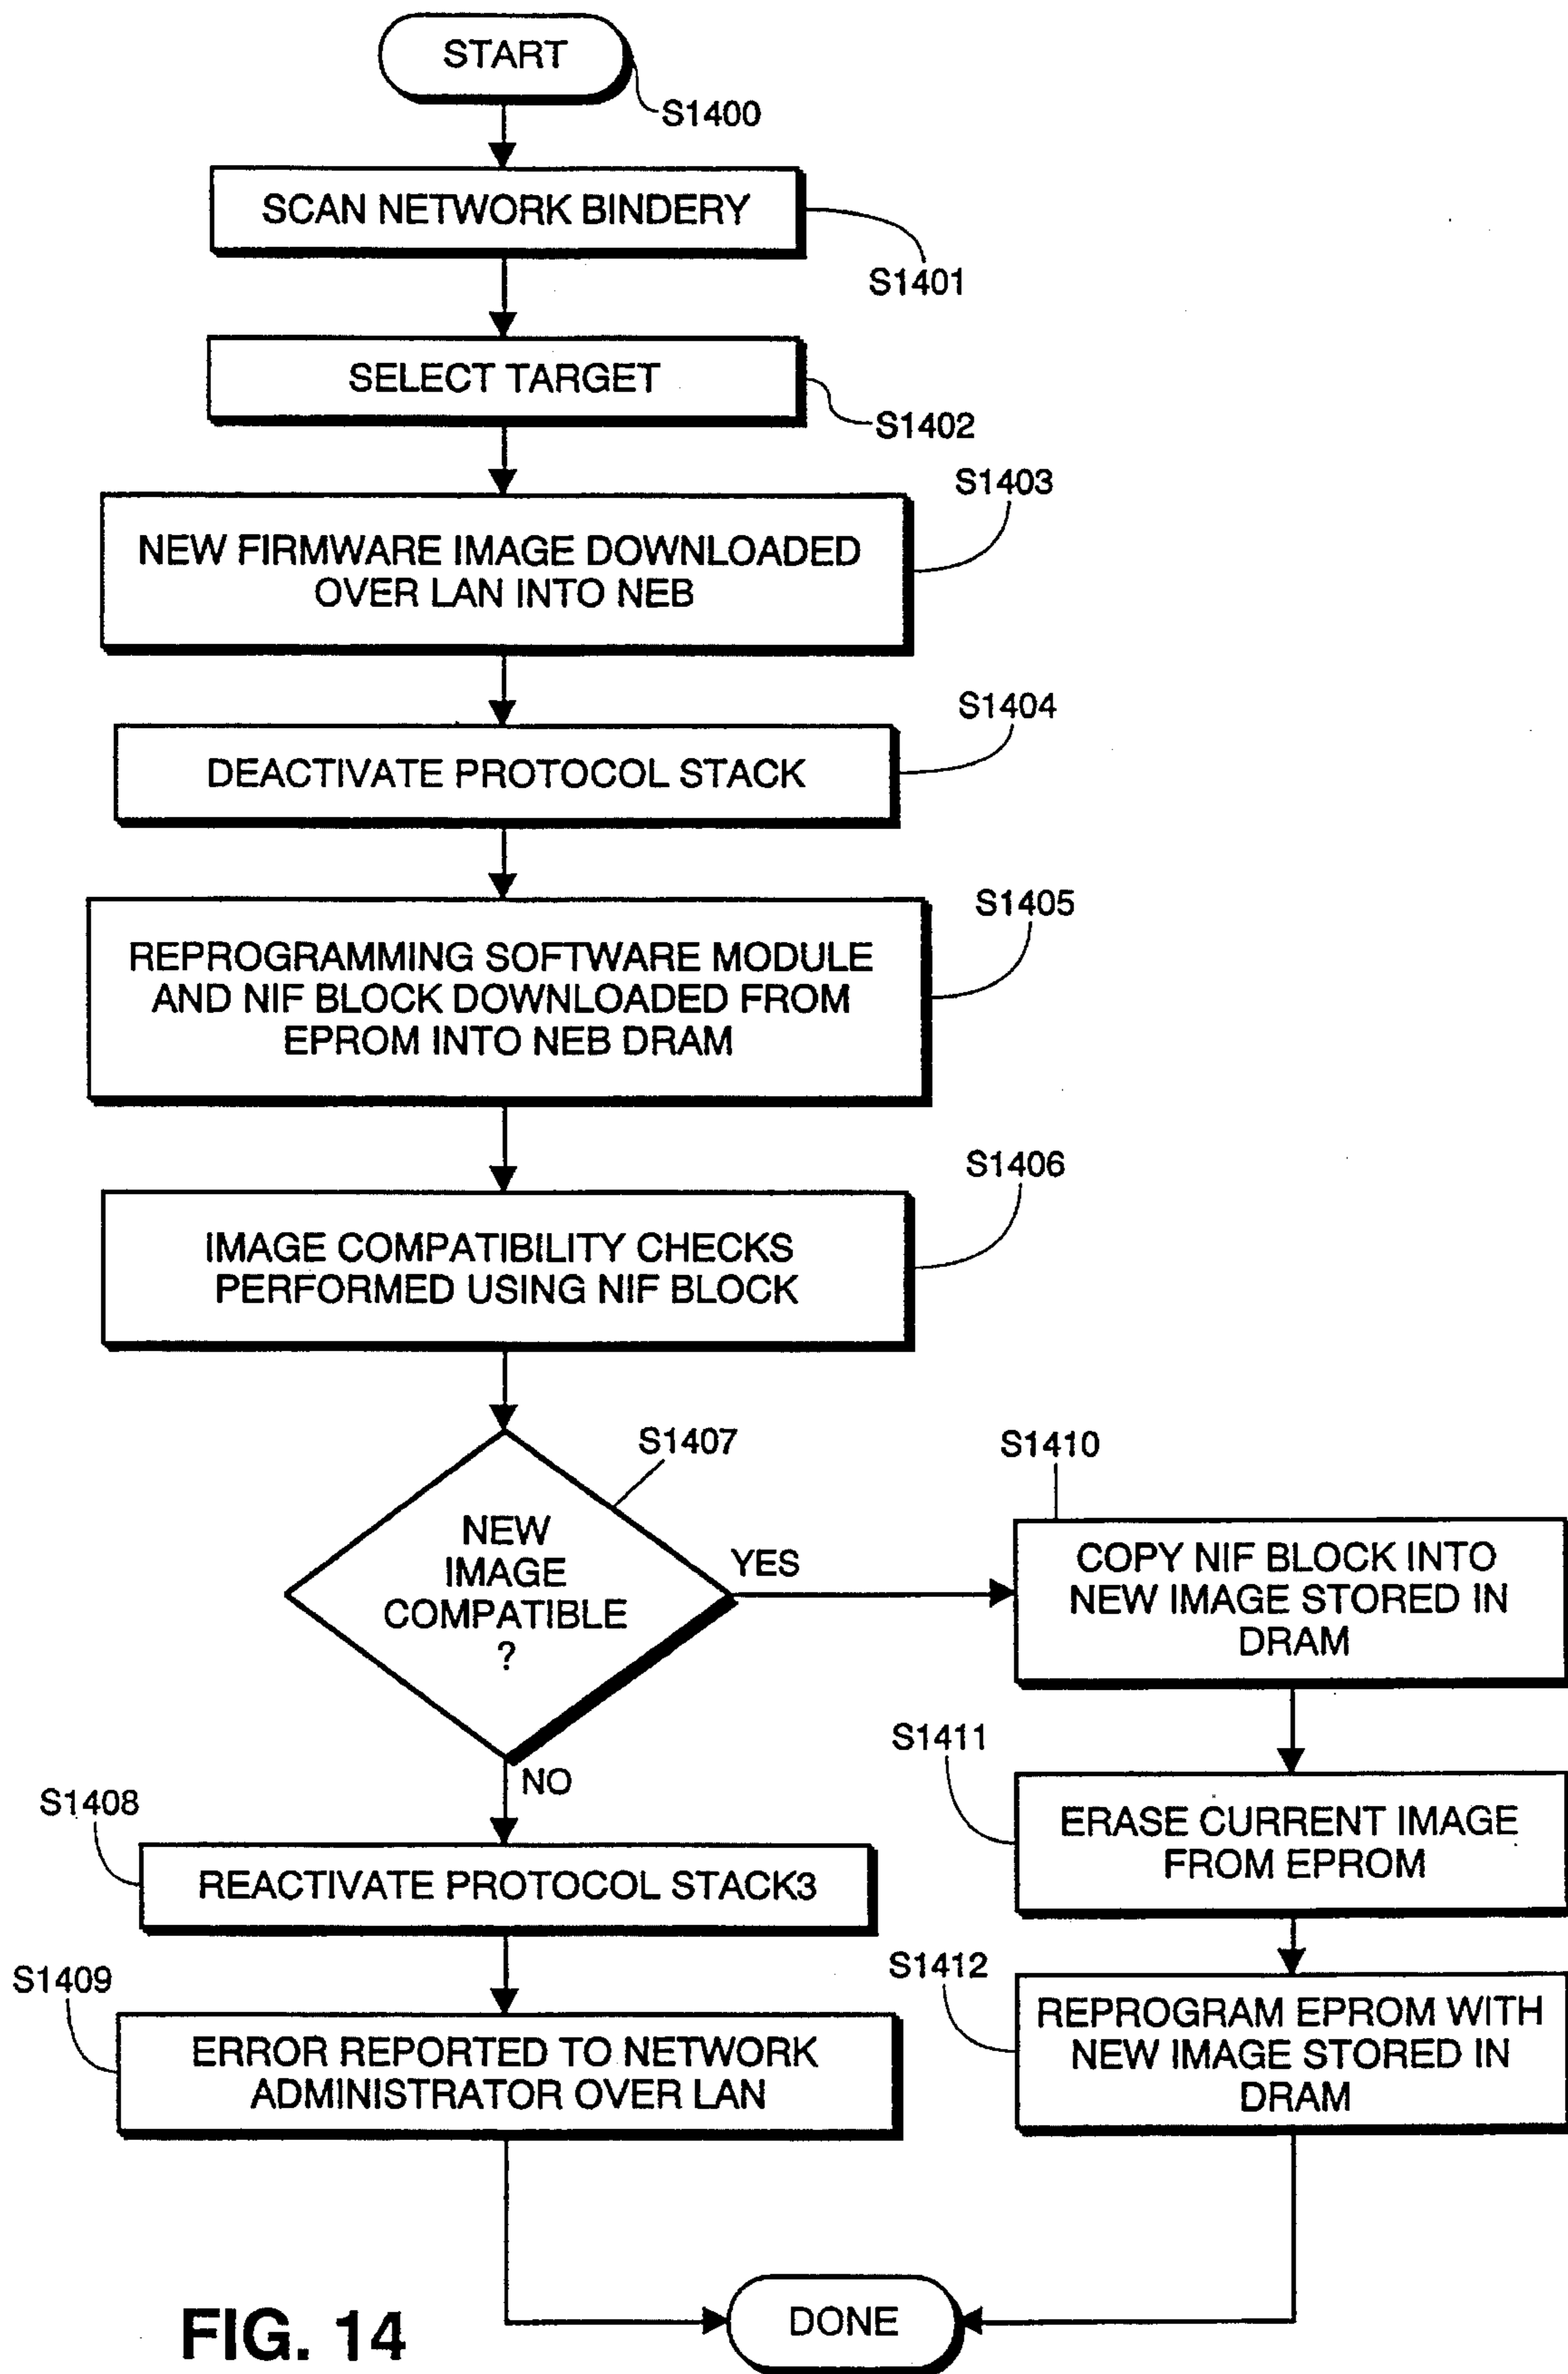 START
S1400
SCAN NETWORK BINDERY
S1401
SELECT TARGET
S1402
S1403
NEW FIRMWARE IMAGE DOWNLOADED
OVER LAN INTO NEB
S1404
DEACTIVATE PROTOCOL STACK
S1405
REPROGRAMMING SOFTWARE MODULE
AND NIF BLOCK DOWNLOADED FROM
EPROM INTO NEB DRAM
S1406
IMAGE COMPATIBILITY CHECKS
PERFORMED USING NIF BLOCK
S1407
NEW
IMAGE
COMPATIBLE
?
YES
NO
S1408
REACTIVATE PROTOCOL STACK3
S1409
ERROR REPORTED TO NETWORK
ADMINISTRATOR OVER LAN
S1410
COPY NIF BLOCK INTO
NEW IMAGE STORED IN
DRAM
S1411
ERASE CURRENT IMAGE
FROM EPROM
S1412
REPROGRAM EPROM WITH
NEW IMAGE STORED IN
DRAM
DONE
FIG. 14